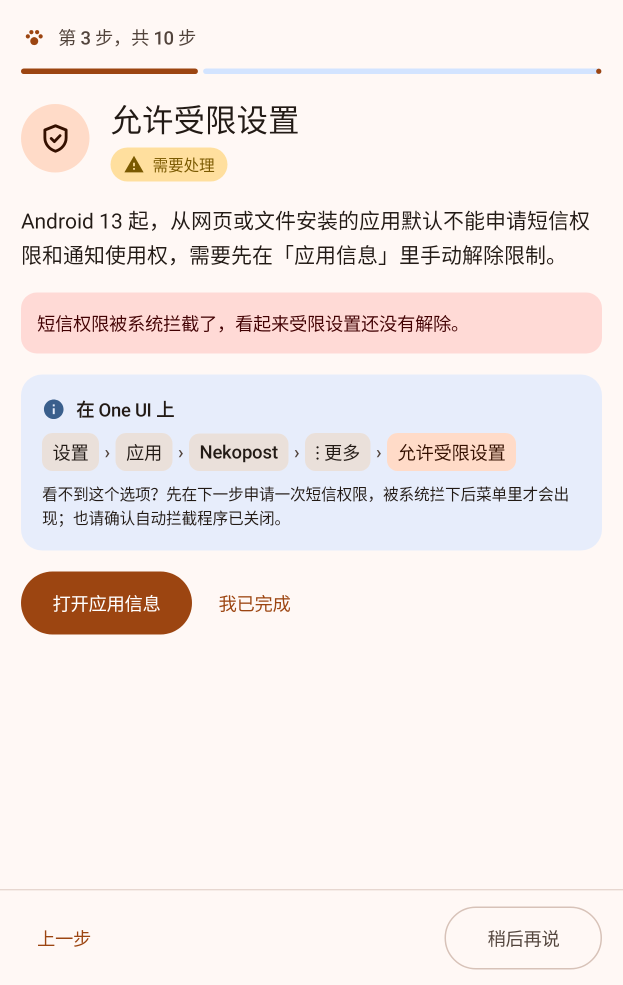 第 3 步，共 10 步
允许受限设置
需要处理
Android 13 起，从网页或文件安装的应用默认不能申请短信权
限和通知使用权，需要先在「应用信息」里手动解除限制。
短信权限被系统拦截了，看起来受限设置还没有解除。
在 One UI 上
设置 › 应用 › Nekopost › ⋮更多 › 允许受限设置
看不到这个选项？先在下一步申请一次短信权限，被系统拦下后菜单里才会出
现；也请确认自动拦截程序已关闭。
打开应用信息 我已完成
上一步 稍后再说